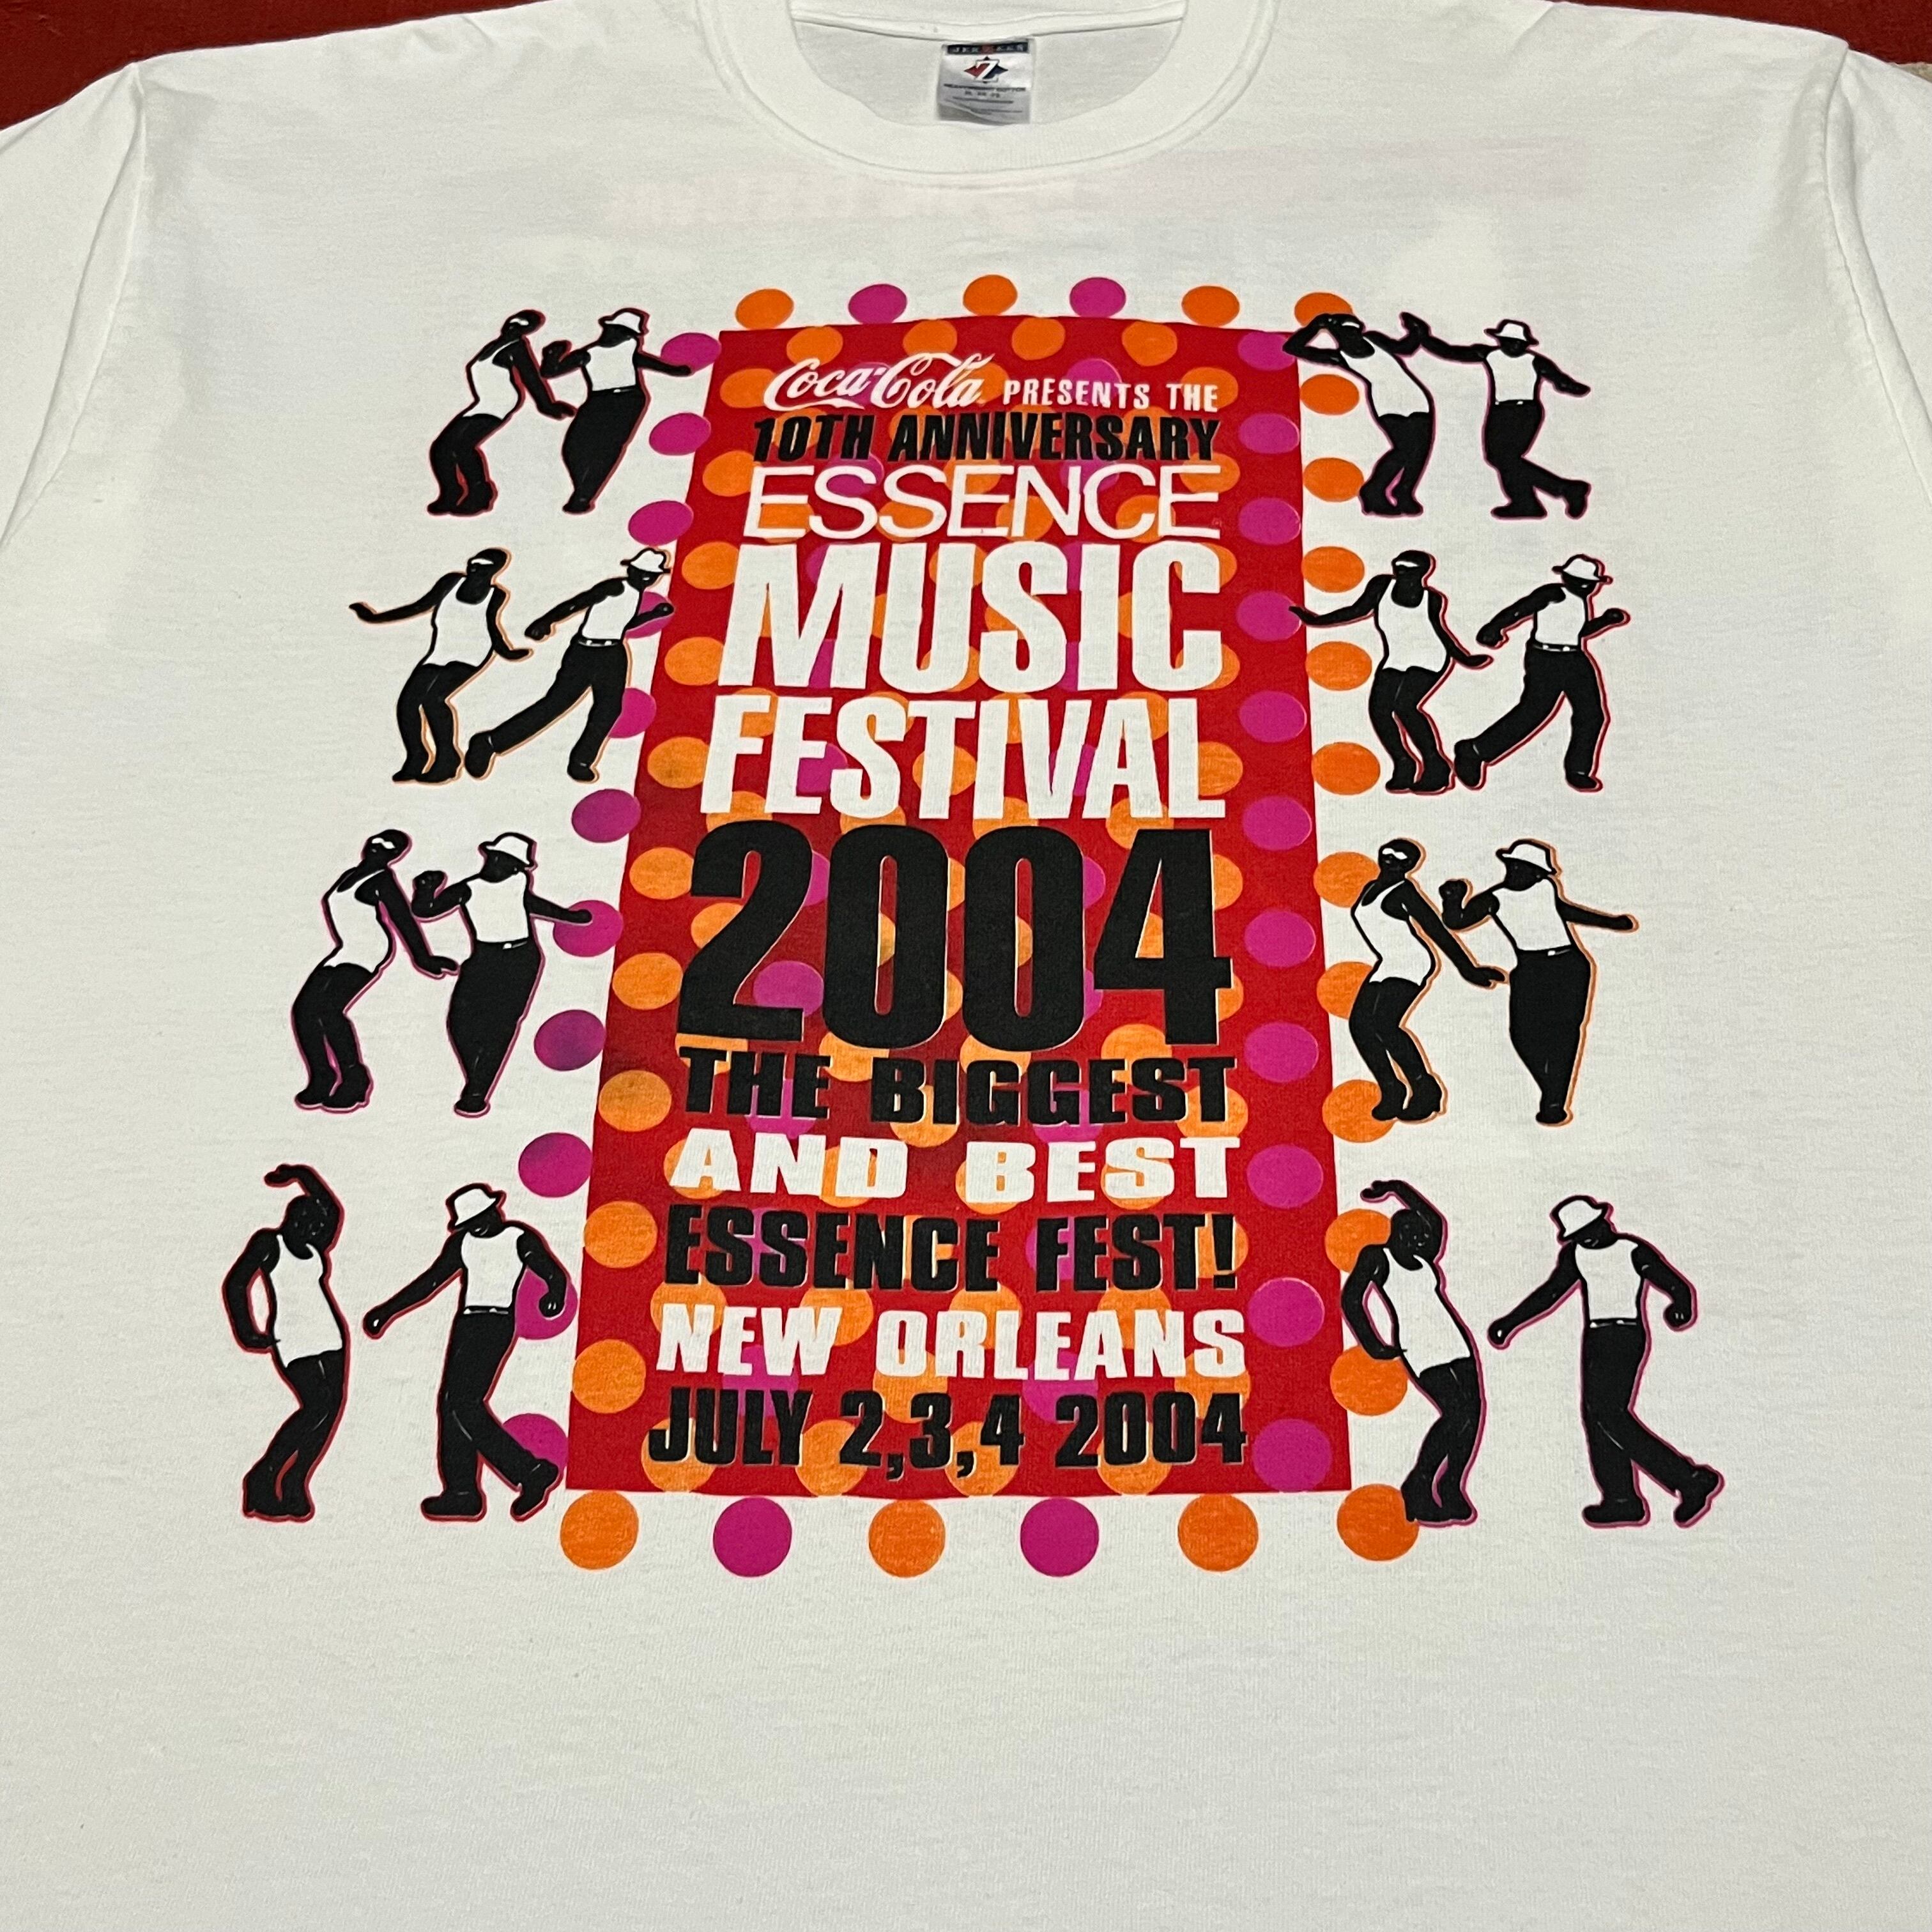 JERZEES
Coca-Cola PRESENTS THE
10TH ANNIVERSARY
ESSENCE
MUSIC
FESTIVAL
2004
THE BIGGEST
AND BEST
ESSENCE FEST!
NEW ORLEANS
JULY 2,3,4 2004